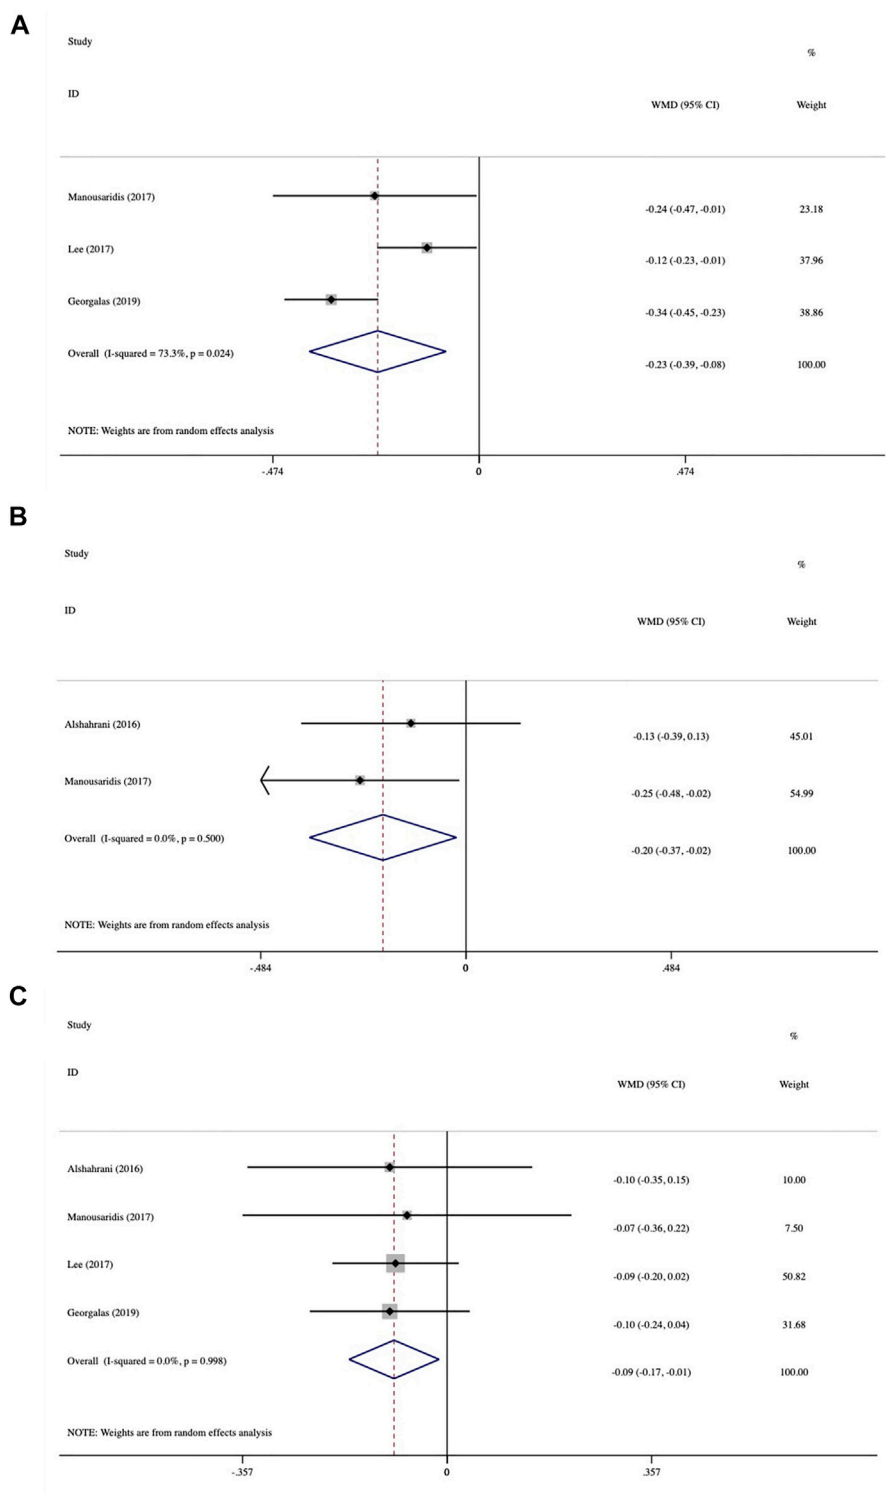 A
Study
%
ID
WMD (95% CI) Weight
Manousaridis (2017) -0.24 (-0.47, -0.01) 23.18
Lee (2017) -0.12 (-0.23, -0.01) 37.96
Georgalas (2019) -0.34 (-0.45, -0.23) 38.86
Overall (I-squared = 73.3%, p = 0.024) -0.23 (-0.39, -0.08) 100.00
NOTE: Weights are from random effects analysis
-.474 0 .474
B
Study
%
ID
WMD (95% CI) Weight
Alshahrani (2016) -0.13 (-0.39, 0.13) 45.01
Manousaridis (2017) -0.25 (-0.48, -0.02) 54.99
Overall (I-squared = 0.0%, p = 0.500) -0.20 (-0.37, -0.02) 100.00
NOTE: Weights are from random effects analysis
-.484 0 .484
C
Study
%
ID
WMD (95% CI) Weight
Alshahrani (2016) -0.10 (-0.35, 0.15) 10.00
Manousaridis (2017) -0.07 (-0.36, 0.22) 7.50
Lee (2017) -0.09 (-0.20, 0.02) 50.82
Georgalas (2019) -0.10 (-0.24, 0.04) 31.68
Overall (I-squared = 0.0%, p = 0.998) -0.09 (-0.17, -0.01) 100.00
NOTE: Weights are from random effects analysis
-.357 0 .357